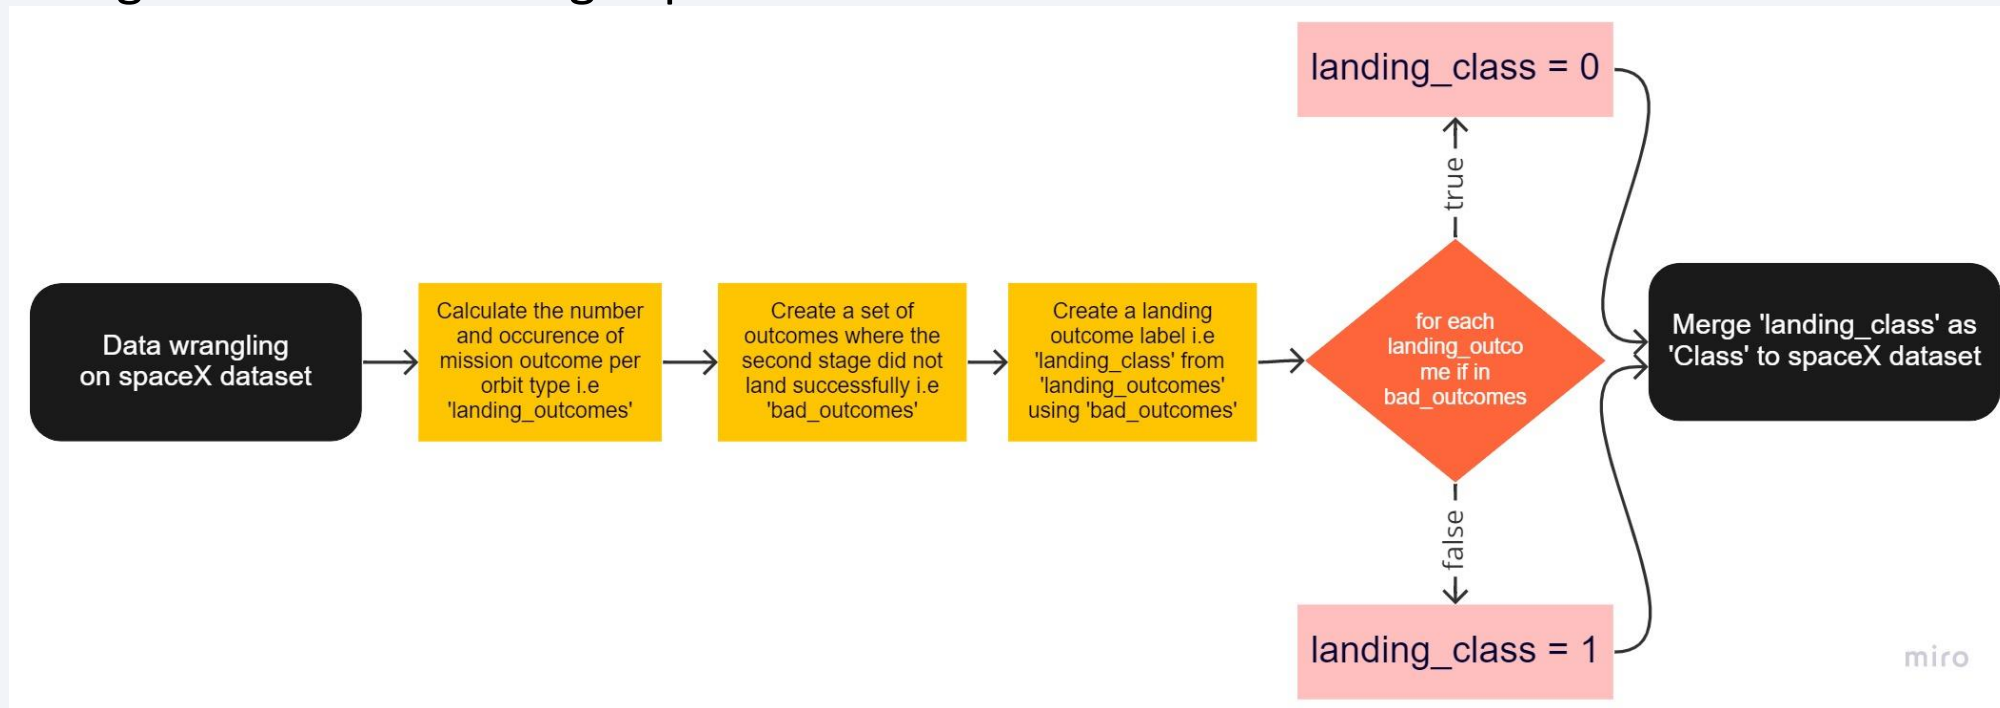 Data wrangling
on spaceX dataset
Calculate the number
and occurence of
mission outcome per
orbit type i.e
'landing_outcomes'
Create a set of
outcomes where the
second stage did not
land successfully i.e
'bad_outcomes'
Create a landing
outcome label i.e
'landing_class' from
'landing_outcomes'
using 'bad_outcomes'
for each
landing_outco
me if in
bad_outcomes
true
landing_class = 0
false
landing_class = 1
Merge 'landing_class' as
'Class' to spaceX dataset
miro